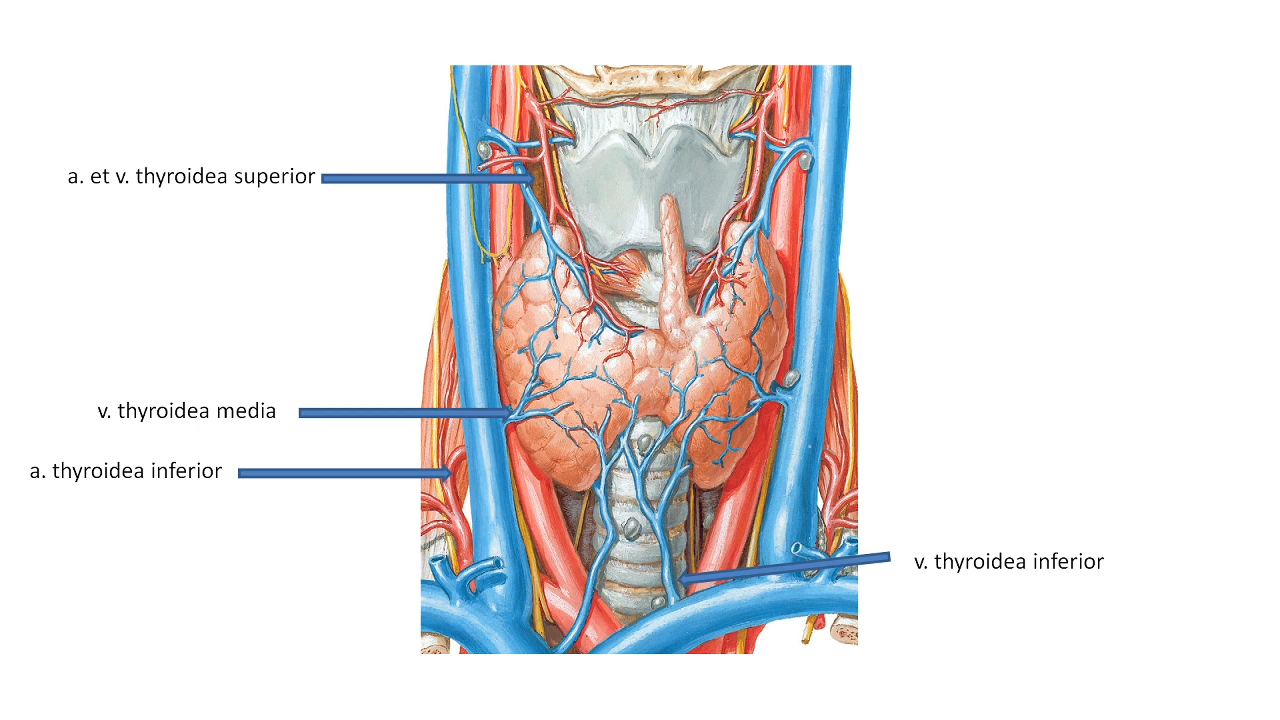 a. et v. thyroidea superior
v. thyroidea media
a. thyroidea inferior
v. thyroidea inferior